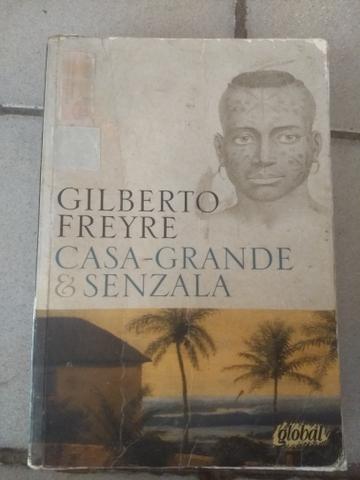 GILBERTO
FREYRE
CASA-GRANDE
& SENZALA
global